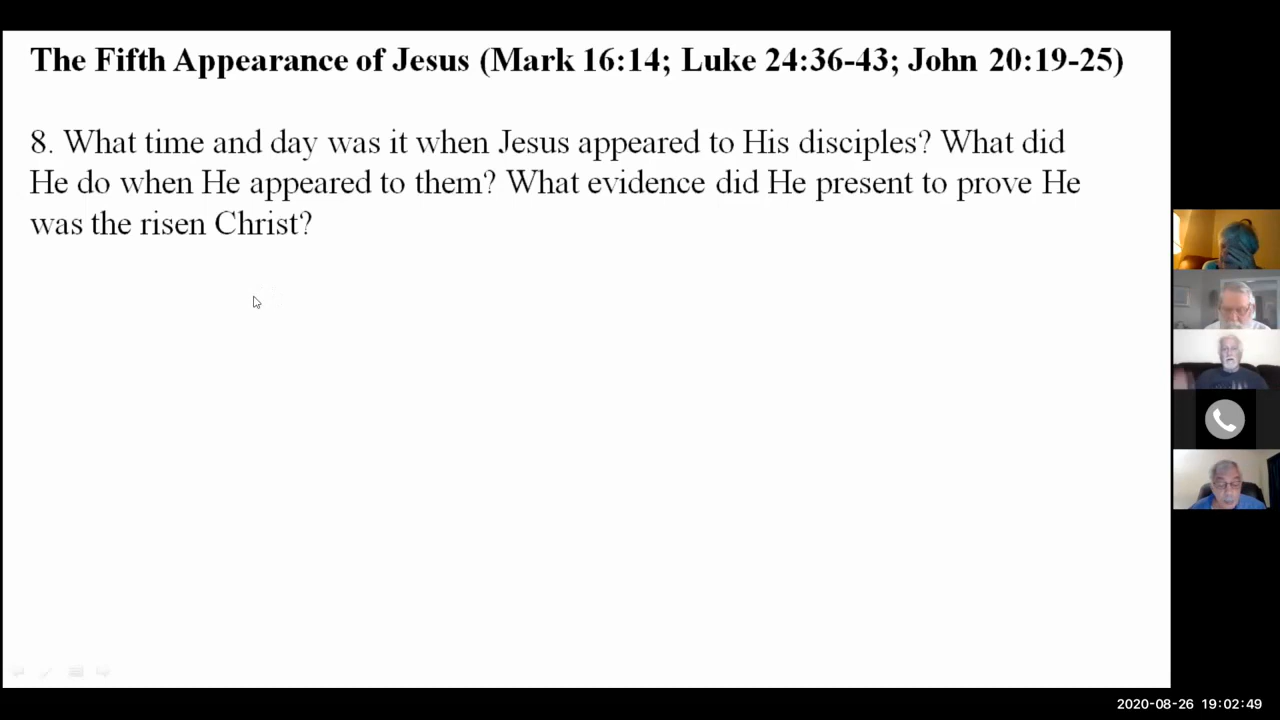 The Fifth Appearance of Jesus (Mark 16:14; Luke 24:36-43; John 20:19-25)
8. What time and day was it when Jesus appeared to His disciples? What did
He do when He appeared to them? What evidence did He present to prove He
was the risen Christ?
2020-08-26 19:02:49